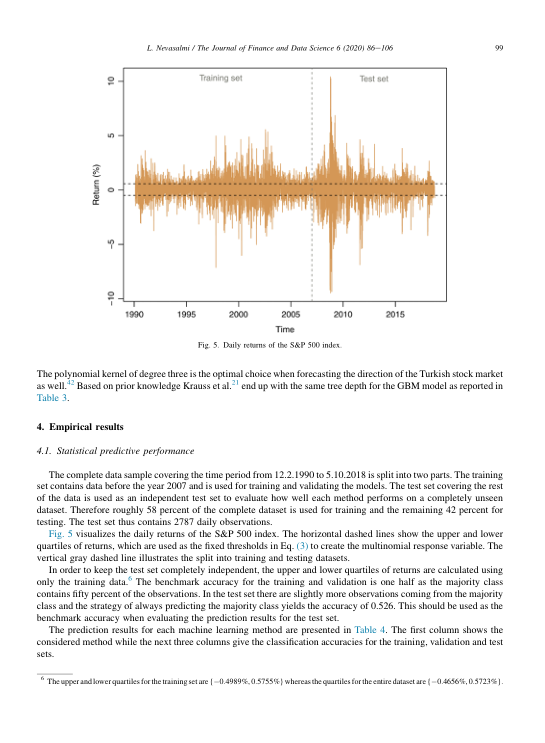 L. Nevasalmi / The Journal of Finance and Data Science 6 (2020) 86–106
99
Training set
Test set
10
5
0
−5
−10
Return (%)
1990
1995
2000
2005
2010
2015
Time
Fig. 5. Daily returns of the S&P 500 index.
The polynomial kernel of degree three is the optimal choice when forecasting the direction of the Turkish stock market
as well.42 Based on prior knowledge Krauss et al.21 end up with the same tree depth for the GBM model as reported in
Table 3.
4. Empirical results
4.1. Statistical predictive performance
The complete data sample covering the time period from 12.2.1990 to 5.10.2018 is split into two parts. The training
set contains data before the year 2007 and is used for training and validating the models. The test set covering the rest
of the data is used as an independent test set to evaluate how well each method performs on a completely unseen
dataset. Therefore roughly 58 percent of the complete dataset is used for training and the remaining 42 percent for
testing. The test set thus contains 2787 daily observations.
Fig. 5 visualizes the daily returns of the S&P 500 index. The horizontal dashed lines show the upper and lower
quartiles of returns, which are used as the fixed thresholds in Eq. (3) to create the multinomial response variable. The
vertical gray dashed line illustrates the split into training and testing datasets.
In order to keep the test set completely independent, the upper and lower quartiles of returns are calculated using
only the training data.6 The benchmark accuracy for the training and validation is one half as the majority class
contains fifty percent of the observations. In the test set there are slightly more observations coming from the majority
class and the strategy of always predicting the majority class yields the accuracy of 0.526. This should be used as the
benchmark accuracy when evaluating the prediction results for the test set.
The prediction results for each machine learning method are presented in Table 4. The first column shows the
considered method while the next three columns give the classification accuracies for the training, validation and test
sets.
6 The upper and lower quartiles for the training set are {−0.4989%, 0.5755%} whereas the quartiles for the entire dataset are {−0.4656%, 0.5723%}.